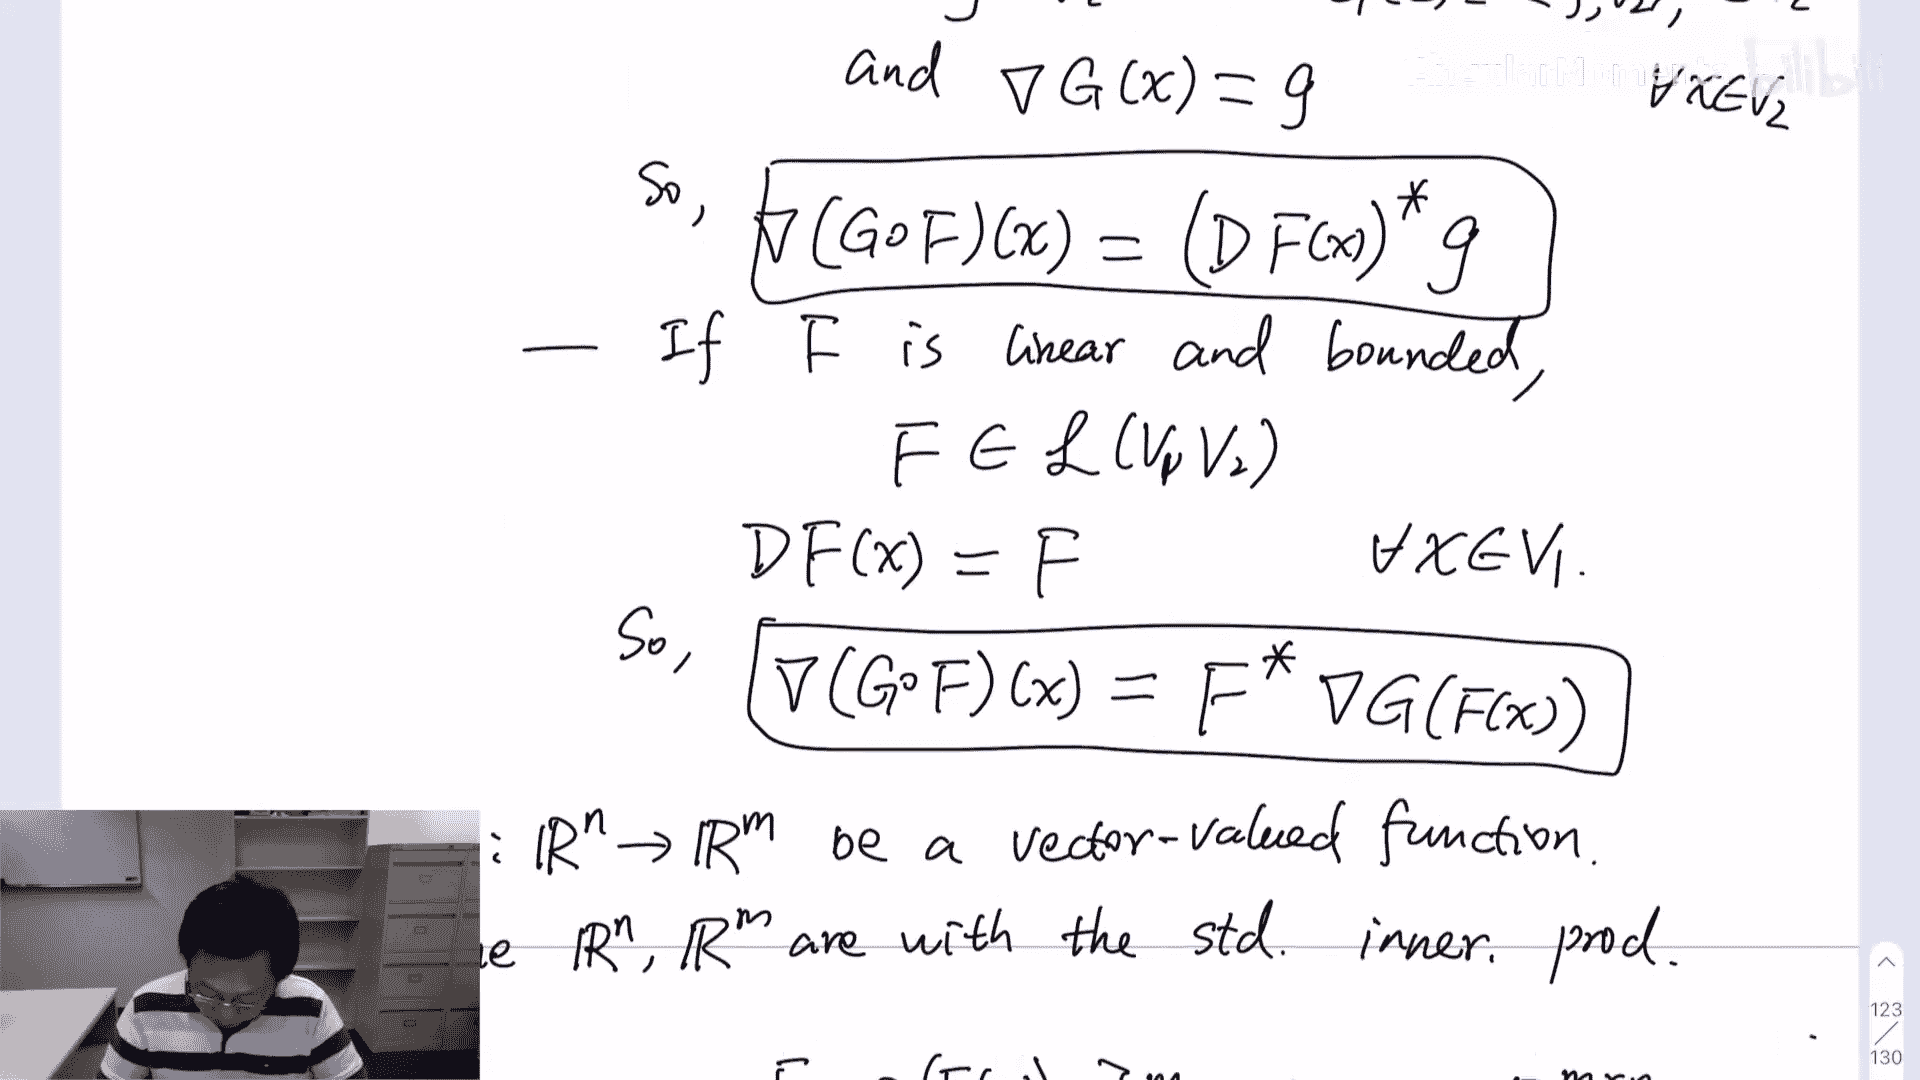 and ∇G(x) = g ∀x∈V₂
So, ∇(G∘F)(x) = (DF(x))* g
— If F is linear and bounded,
F ∈ ℒ(V₁, V₂)
DF(x) = F ∀x∈V₁.
So, ∇(G∘F)(x) = F* ∇G(F(x))
: ℝⁿ → ℝᵐ be a vector-valued function.
ℝⁿ, ℝᵐ are with the std. inner. prod.
bilibili
123
/
130